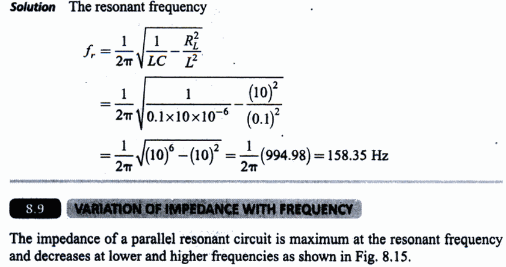 Solution The resonant frequency
f_r = 1/2π √(1/LC − R_L²/L²)
= 1/2π √(1/(0.1×10×10⁻⁶) − (10)²/(0.1)²)
= 1/2π √((10)⁶ − (10)²) = 1/2π (994.98) = 158.35 Hz
8.9 VARIATION OF IMPEDANCE WITH FREQUENCY
The impedance of a parallel resonant circuit is maximum at the resonant frequency
and decreases at lower and higher frequencies as shown in Fig. 8.15.